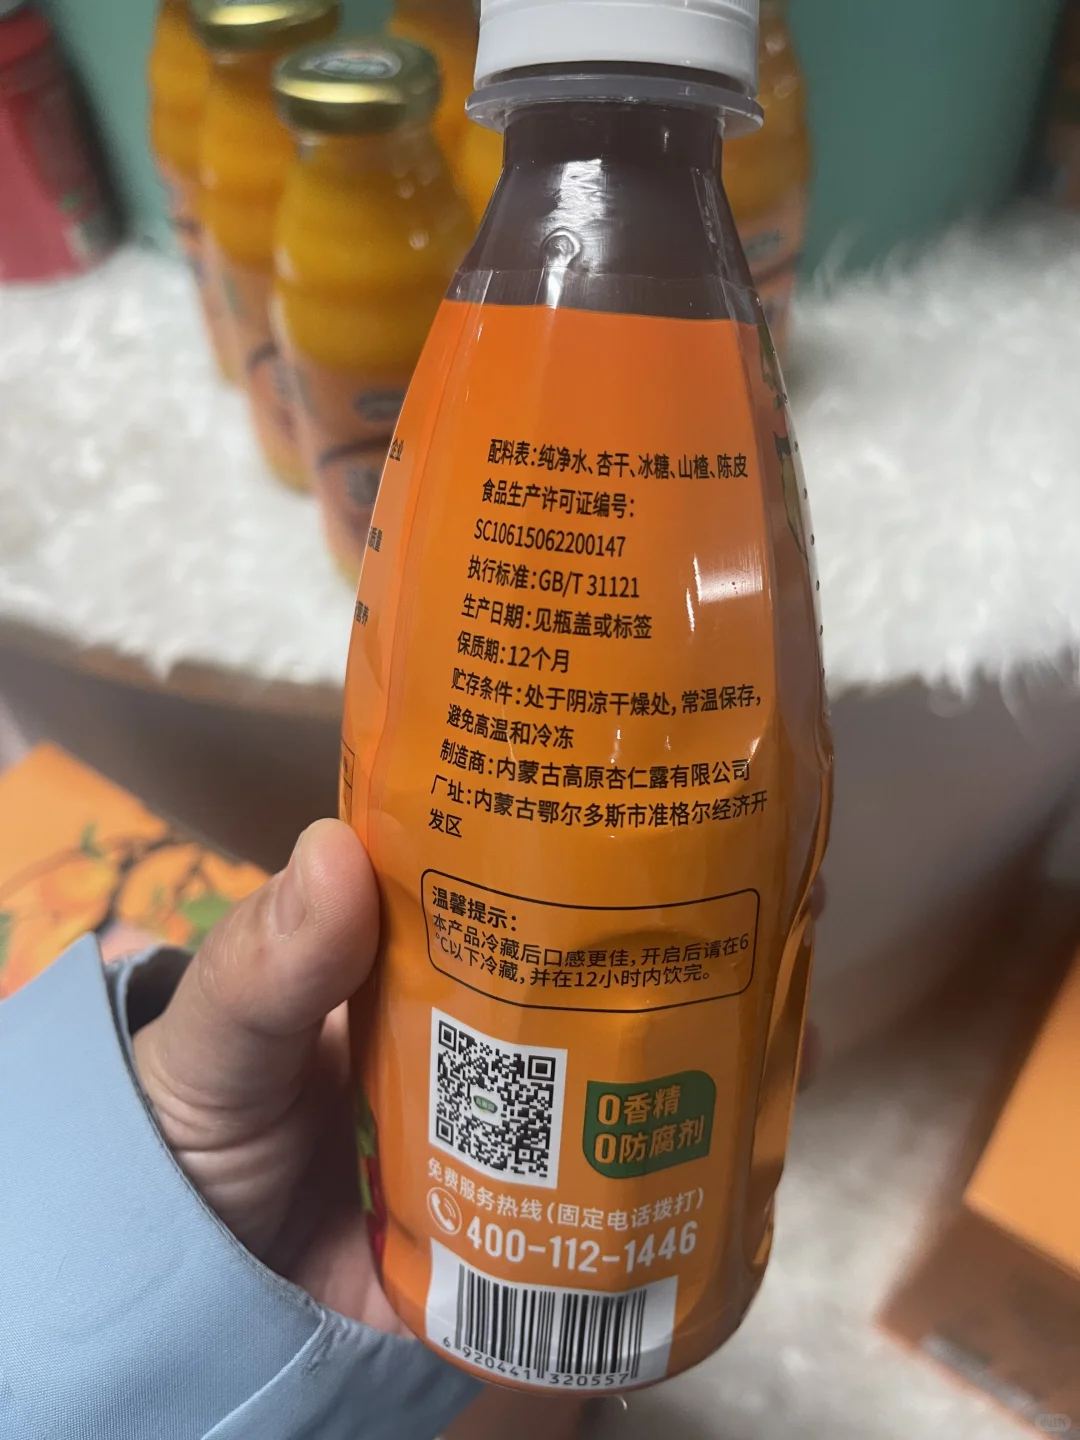 配料表：纯净水、杏干、冰糖、山楂、陈皮
食品生产许可证编号：
SC10615062200147
执行标准：GB/T 31121
生产日期：见瓶盖或标签
保质期：12个月
贮存条件：处于阴凉干燥处，常温保存，
避免高温和冷冻
制造商：内蒙古高原杏仁露有限公司
厂址：内蒙古鄂尔多斯市准格尔经济开
发区
温馨提示：
本产品冷藏后口感更佳，开启后请在6
℃以下冷藏，并在12小时内饮完。
0香精
0防腐剂
免费服务热线（固定电话拨打）
400-112-1446
6 920441 320557
企业